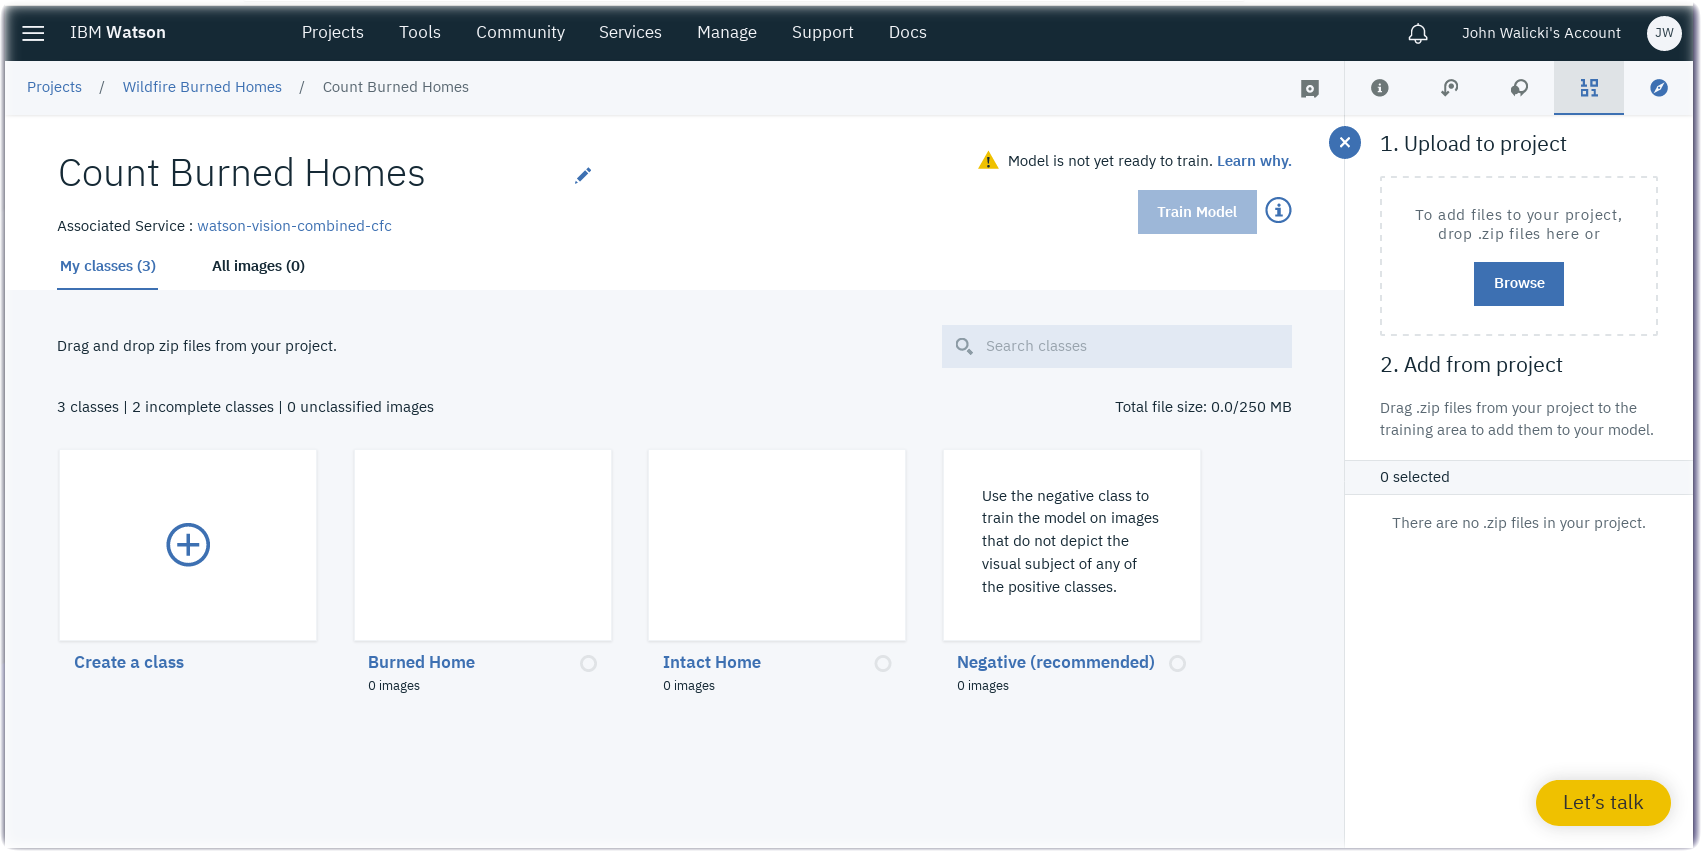 IBM Watson
Projects
Tools
Community
Services
Manage
Support
Docs
John Walicki's Account
JW
Projects / Wildfire Burned Homes / Count Burned Homes
Count Burned Homes
Model is not yet ready to train. Learn why.
Train Model
Associated Service : watson-vision-combined-cfc
My classes (3)
All images (0)
Drag and drop zip files from your project.
Search classes
3 classes | 2 incomplete classes | 0 unclassified images
Total file size: 0.0/250 MB
Use the negative class to
train the model on images
that do not depict the
visual subject of any of
the positive classes.
Create a class
Burned Home
0 images
Intact Home
0 images
Negative (recommended)
0 images
1. Upload to project
To add files to your project,
drop .zip files here or
Browse
2. Add from project
Drag .zip files from your project to the
training area to add them to your model.
0 selected
There are no .zip files in your project.
Let's talk